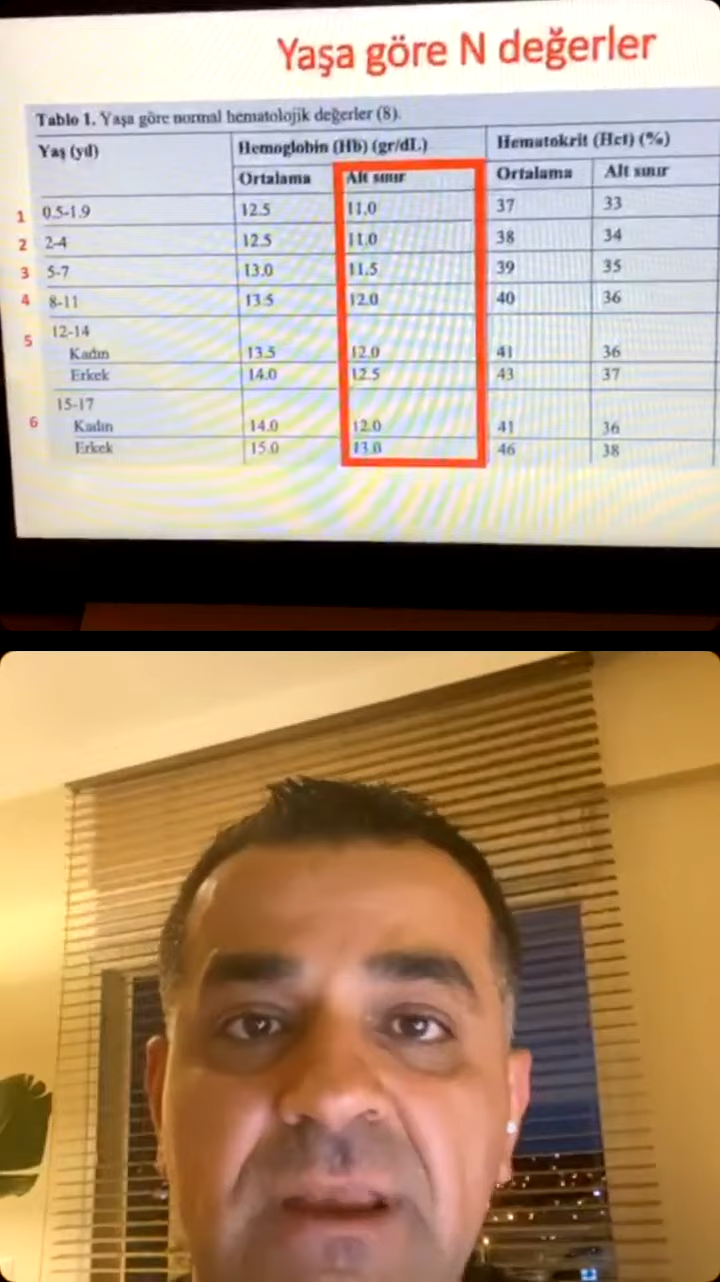 Yaşa göre N değerler
Tablo 1. Yaşa göre normal hematolojik değerler (8).
Yaş (yıl) Hemoglobin (Hb) (gr/dL) Hematokrit (Hct) (%)
Ortalama Alt sınır Ortalama Alt sınır
1 0.5-1.9 12.5 11.0 37 33
2 2-4 12.5 11.0 38 34
3 5-7 13.0 11.5 39 35
4 8-11 13.5 12.0 40 36
5 12-14
Kadın 13.5 12.0 41 36
Erkek 14.0 12.5 43 37
6 15-17
Kadın 14.0 12.0 41 36
Erkek 15.0 13.0 46 38